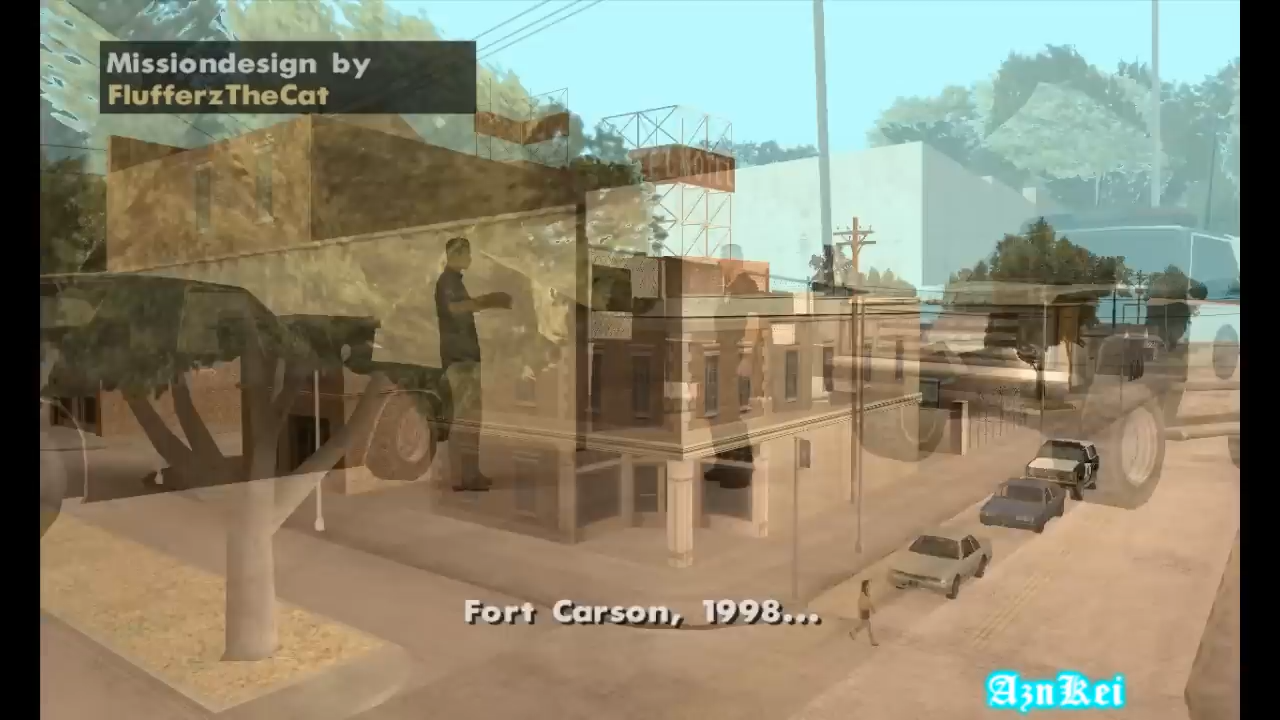 Missiondesign by
FlufferzTheCat
Fort Carson, 1998...
AznKei